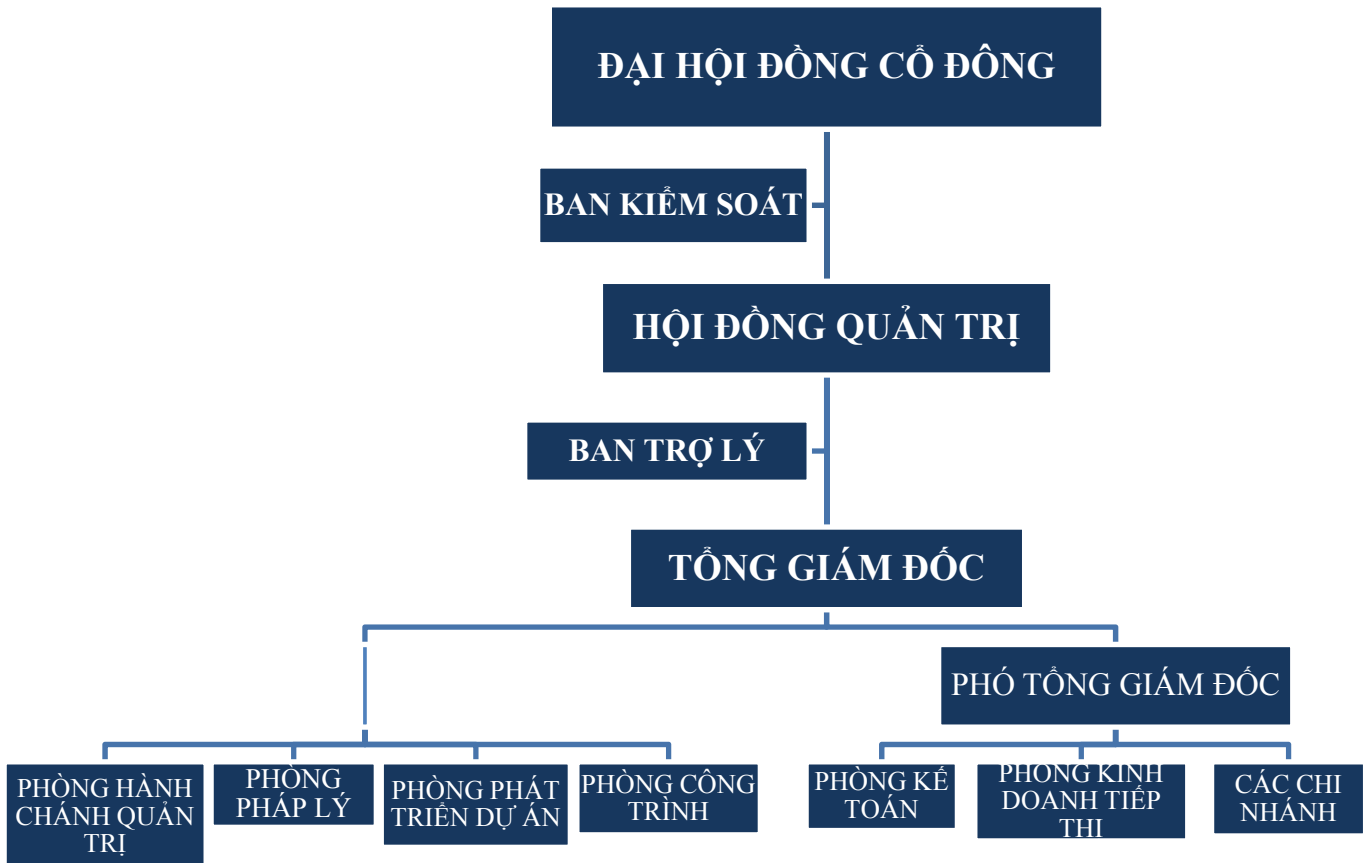 ĐẠI HỘI ĐỒNG CỔ ĐÔNG
BAN KIỂM SOÁT
HỘI ĐỒNG QUẢN TRỊ
BAN TRỢ LÝ
TỔNG GIÁM ĐỐC
PHÓ TỔNG GIÁM ĐỐC
PHÒNG HÀNH
CHÁNH QUẢN
TRỊ
PHÒNG
PHÁP LÝ
PHÒNG PHÁT
TRIỂN DỰ ÁN
PHÒNG CÔNG
TRÌNH
PHÒNG KẾ
TOÁN
PHÒNG KINH
DOANH TIẾP
THỊ
CÁC CHI
NHÁNH